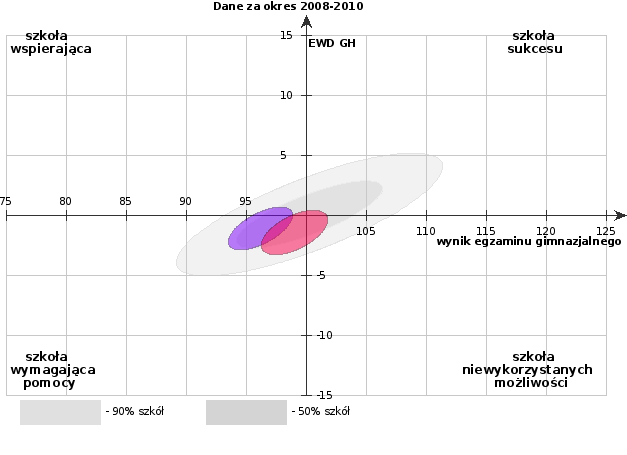 Dane za okres 2008-2010
szkoła
wspierająca
szkoła
sukcesu
EWD GH
15
10
5
75 80 85 90 95
105 110 115 120 125
wynik egzaminu gimnazjalnego
-5
-10
-15
szkoła
wymagająca
pomocy
szkoła
niewykorzystanych
możliwości
- 90% szkół
- 50% szkół